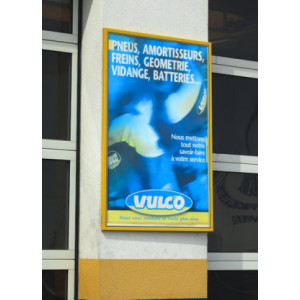 PNEUS, AMORTISSEURS,
FREINS, GEOMETRIE,
VIDANGE, BATTERIES.
Nous mettons
tout notre
savoir-faire
à votre service
VULCO